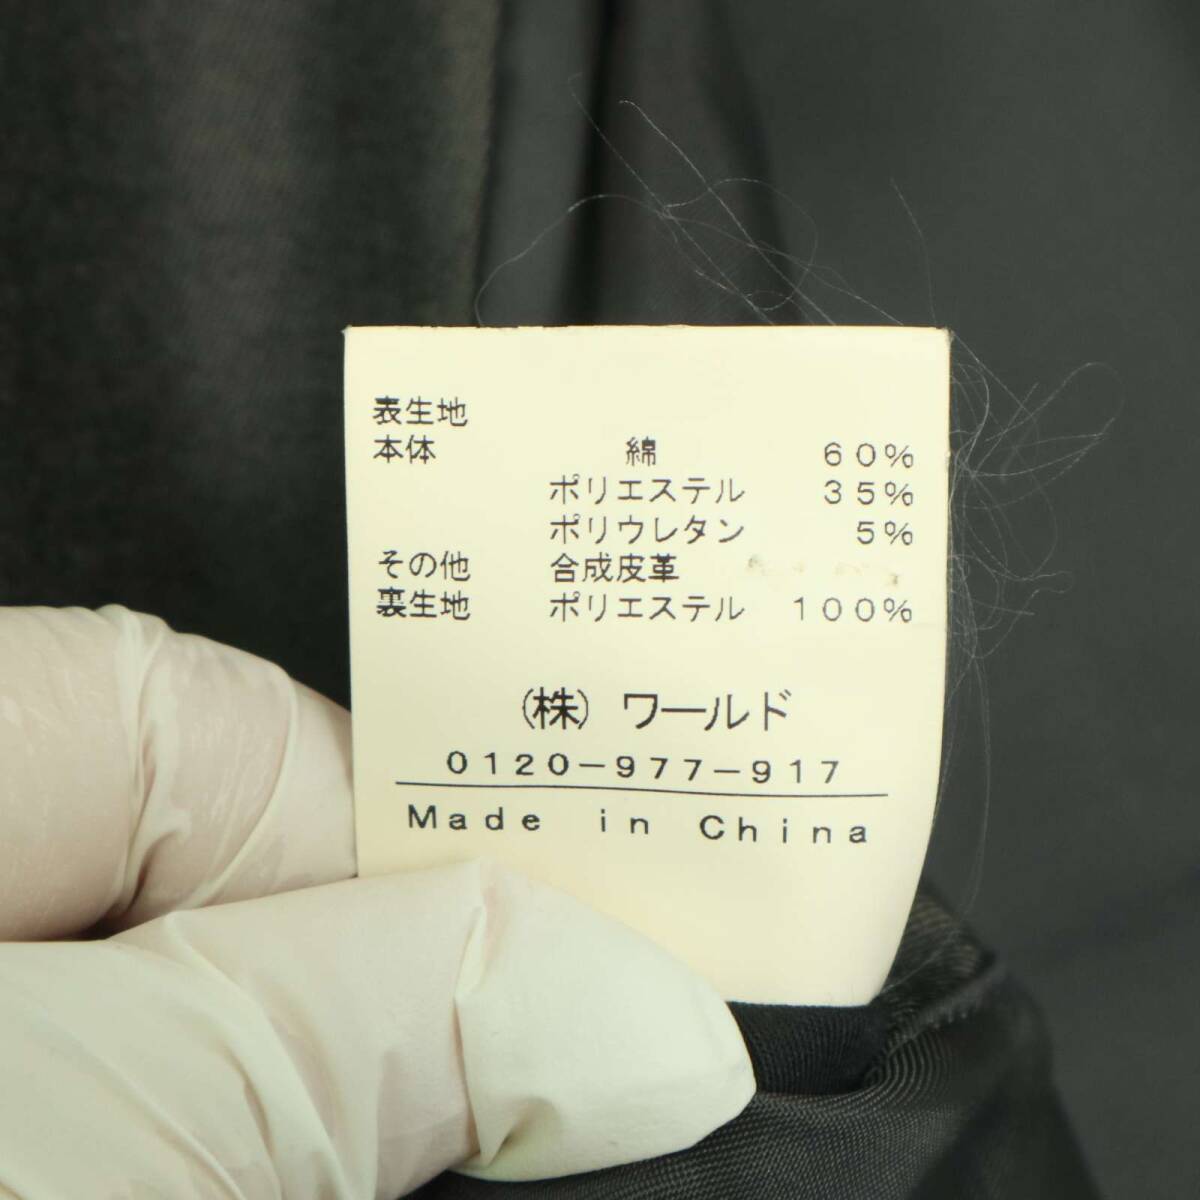 表生地
本体 綿 60%
ポリエステル 35%
ポリウレタン 5%
その他 合成皮革
裏生地 ポリエステル 100%
(株) ワールド
0120-977-917
Made in China